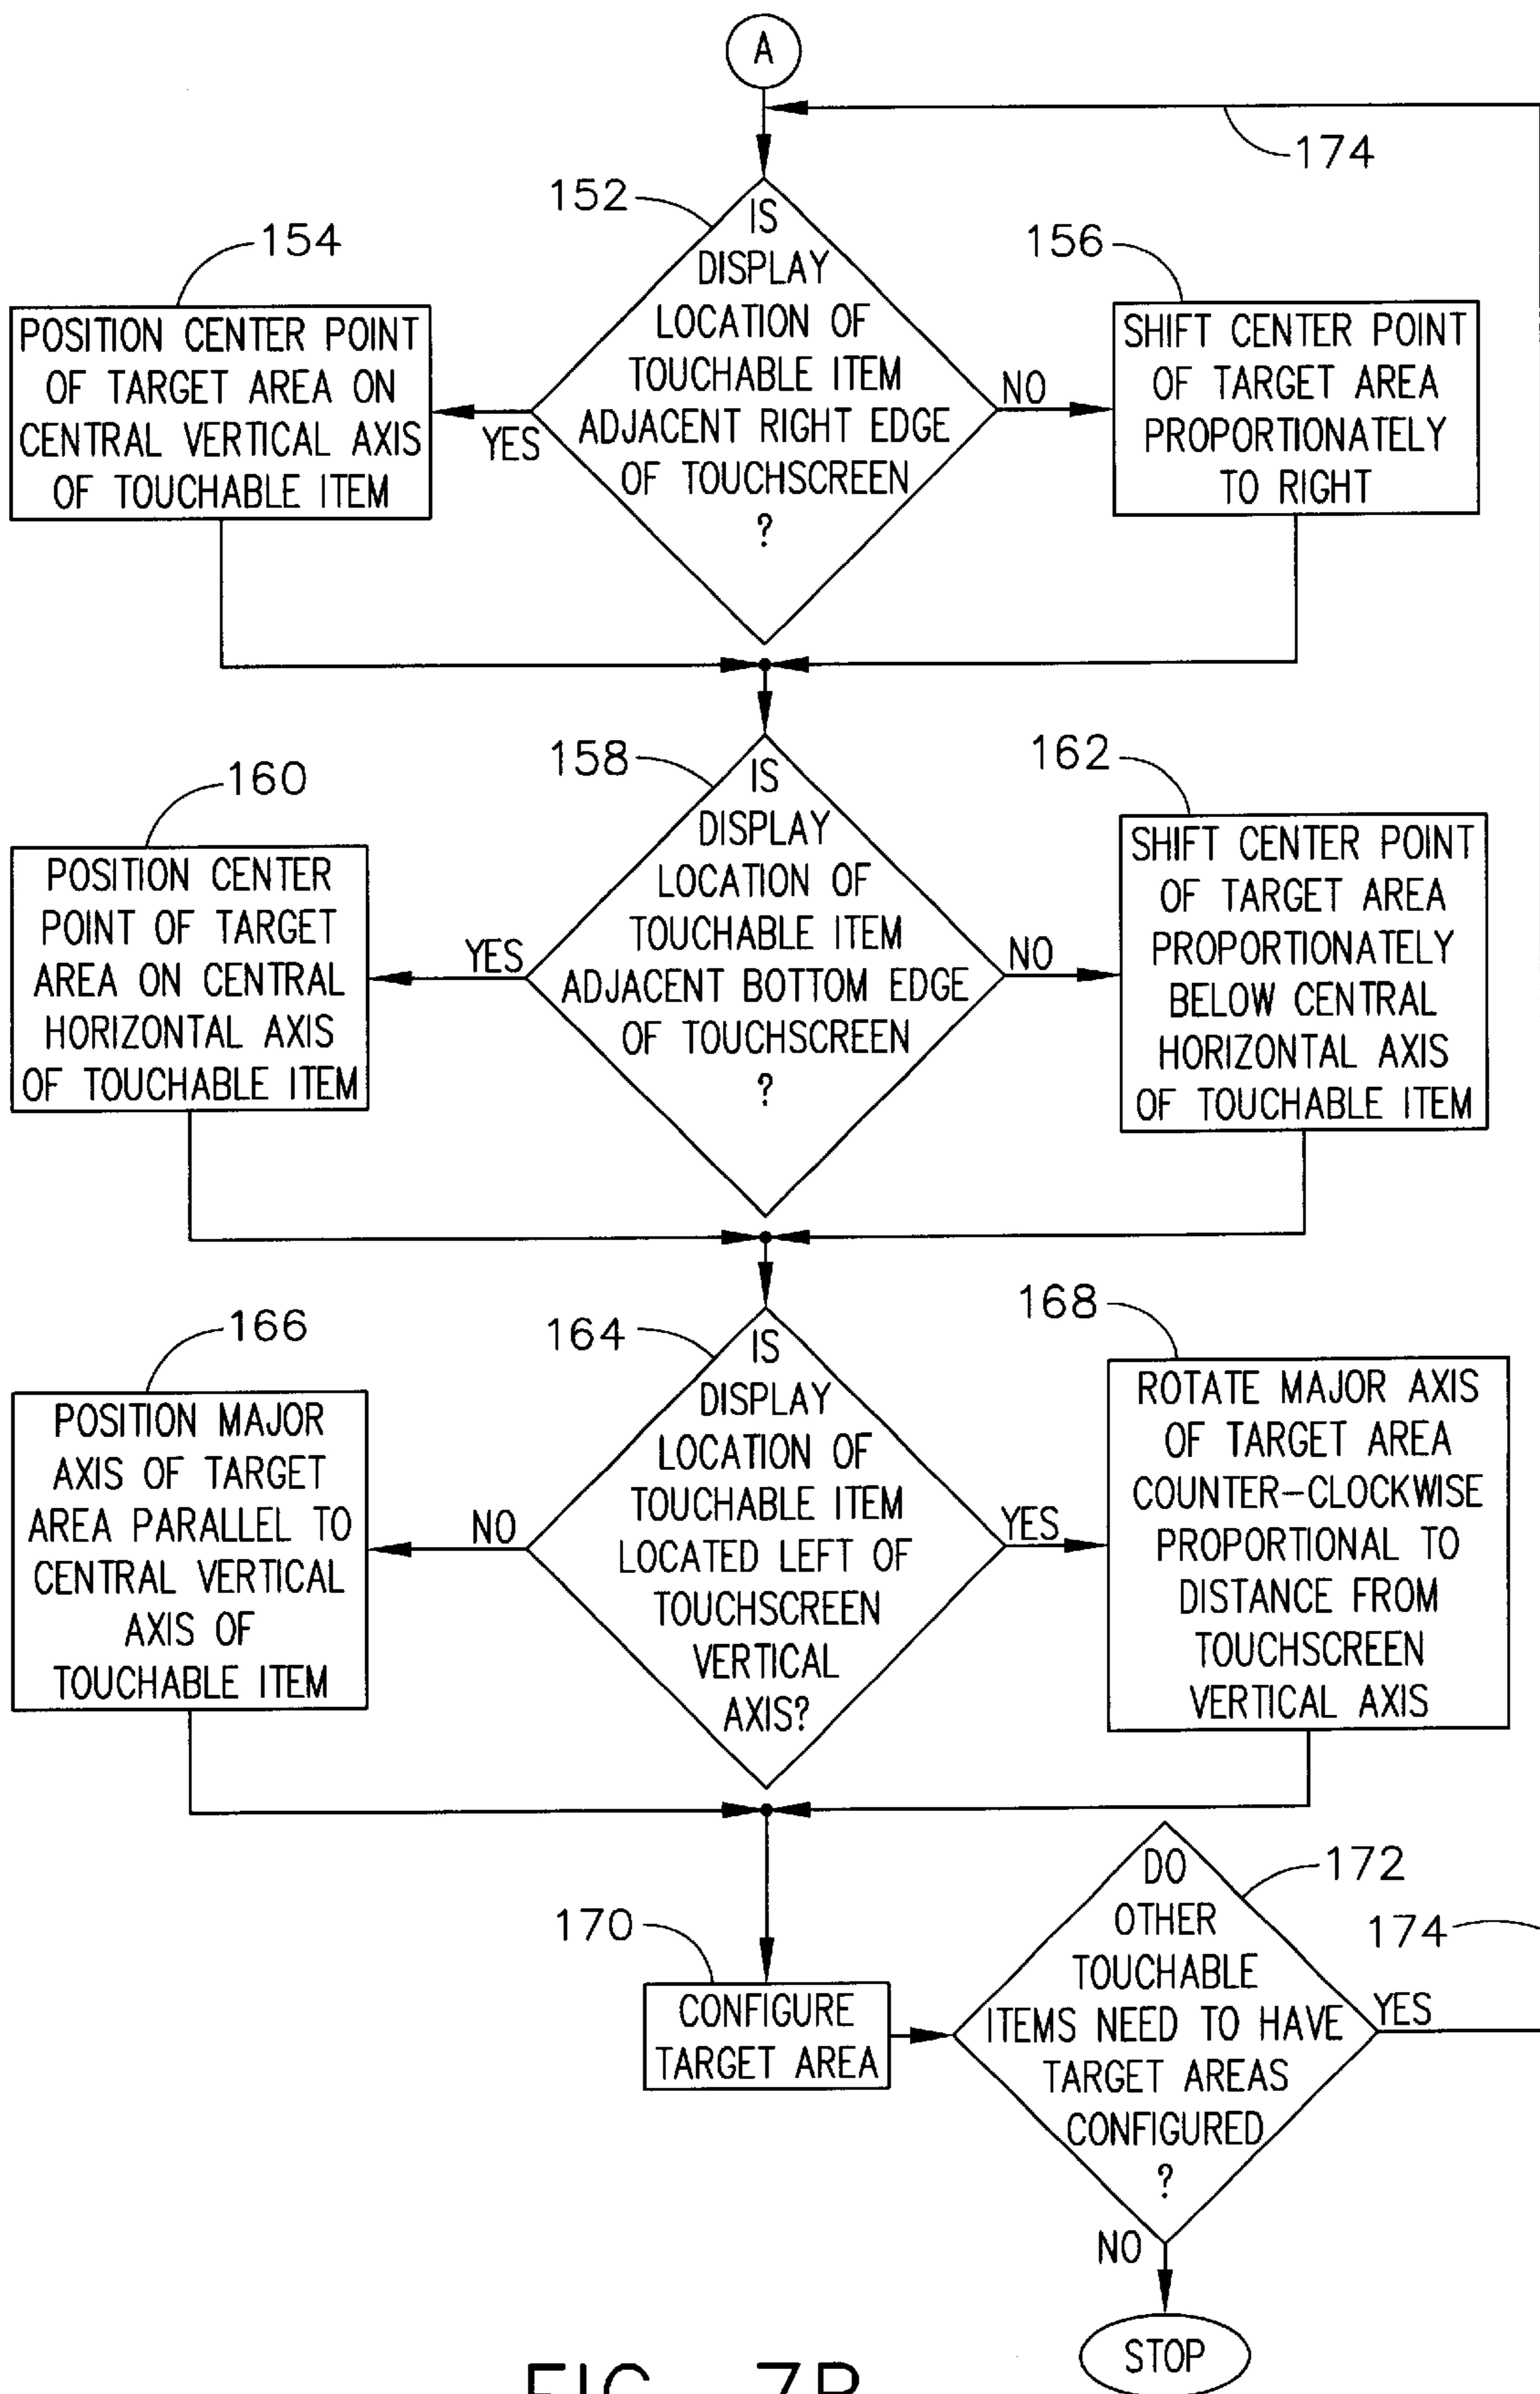 A
174
152
IS
DISPLAY
LOCATION OF
TOUCHABLE ITEM
ADJACENT RIGHT EDGE
OF TOUCHSCREEN
?
154
POSITION CENTER POINT
OF TARGET AREA ON
CENTRAL VERTICAL AXIS
OF TOUCHABLE ITEM
YES
NO
156
SHIFT CENTER POINT
OF TARGET AREA
PROPORTIONATELY
TO RIGHT
158
IS
DISPLAY
LOCATION OF
TOUCHABLE ITEM
ADJACENT BOTTOM EDGE
OF TOUCHSCREEN
?
160
POSITION CENTER
POINT OF TARGET
AREA ON CENTRAL
HORIZONTAL AXIS
OF TOUCHABLE ITEM
YES
NO
162
SHIFT CENTER POINT
OF TARGET AREA
PROPORTIONATELY
BELOW CENTRAL
HORIZONTAL AXIS
OF TOUCHABLE ITEM
164
IS
DISPLAY
LOCATION OF
TOUCHABLE ITEM
LOCATED LEFT OF
TOUCHSCREEN
VERTICAL
AXIS?
166
POSITION MAJOR
AXIS OF TARGET
AREA PARALLEL TO
CENTRAL VERTICAL
AXIS OF
TOUCHABLE ITEM
NO
YES
168
ROTATE MAJOR AXIS
OF TARGET AREA
COUNTER-CLOCKWISE
PROPORTIONAL TO
DISTANCE FROM
TOUCHSCREEN
VERTICAL AXIS
170
CONFIGURE
TARGET AREA
172
DO
OTHER
TOUCHABLE
ITEMS NEED TO HAVE
TARGET AREAS
CONFIGURED
?
174
YES
NO
STOP
FIG. 7B